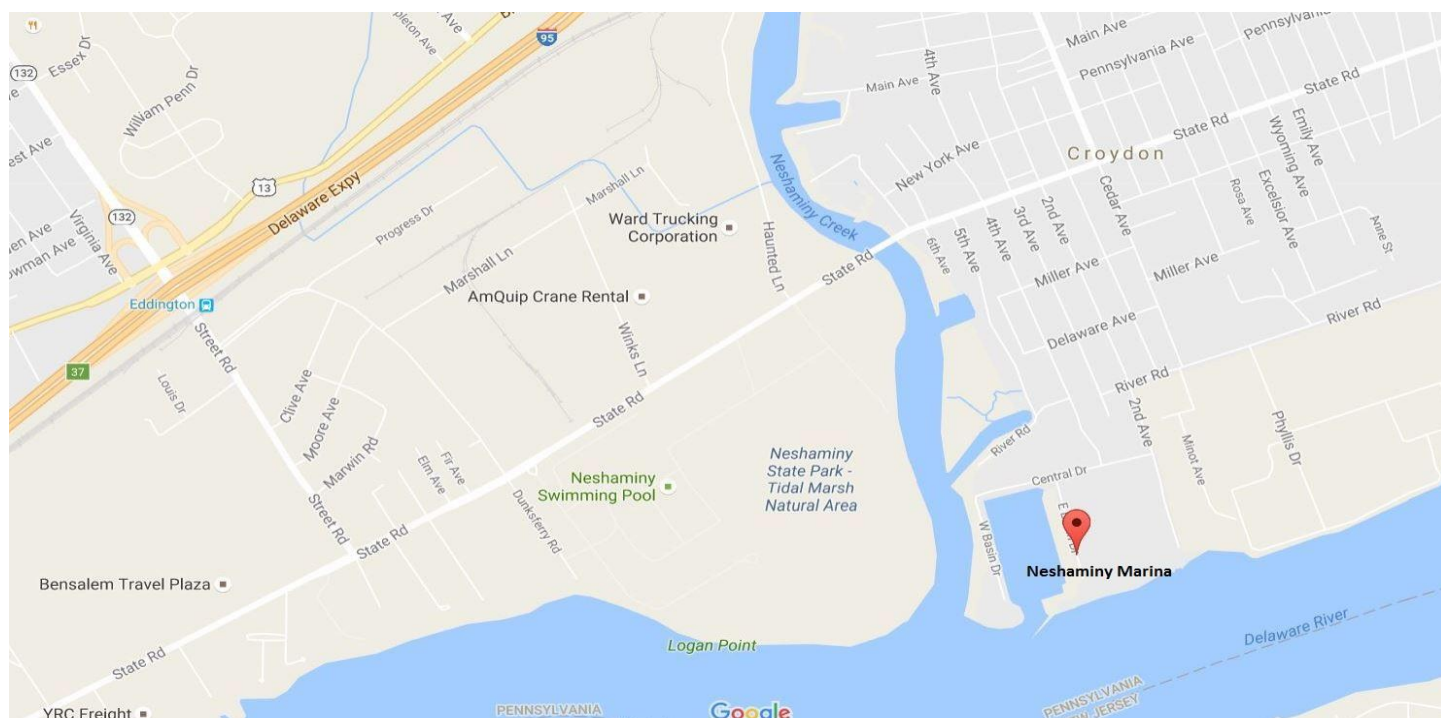 Essex Dr
132
William Penn Dr
95
Main Ave
Pennsylvania Ave
Pennsylvania
State Rd
4th Ave
Main Ave
State Rd
Croydon
Emily Ave
Wyoming Ave
Excelsior Ave
Rosa Ave
Anne St
New York Ave
Cedar Ave
2nd Ave
3rd Ave
4th Ave
5th Ave
6th Ave
Miller Ave
Miller Ave
Neshaminy Creek
13
Delaware Expy
132
Virginia Ave
Progress Dr
Marshall Ln
Marshall Ln
Ward Trucking
Corporation
Haunted Ln
State Rd
AmQuip Crane Rental
Eddington
Street Rd
Winks Ln
37
Louis Dr
Clive Ave
Moore Ave
Marwin Rd
State Rd
Delaware Ave
River Rd
River Rd
2nd Ave
Minot Ave
Phyllis Dr
River Rd
Central Dr
Neshaminy
State Park -
Tidal Marsh
Natural Area
Neshaminy
Swimming Pool
Fir Ave
Elm Ave
Dunksferry Rd
Street Rd
State Rd
W Basin Dr
Neshaminy Marina
Bensalem Travel Plaza
Logan Point
Delaware River
State Rd
YRC Freight
PENNSYLVANIA
Google
PENNSYLVANIA
NEW JERSEY